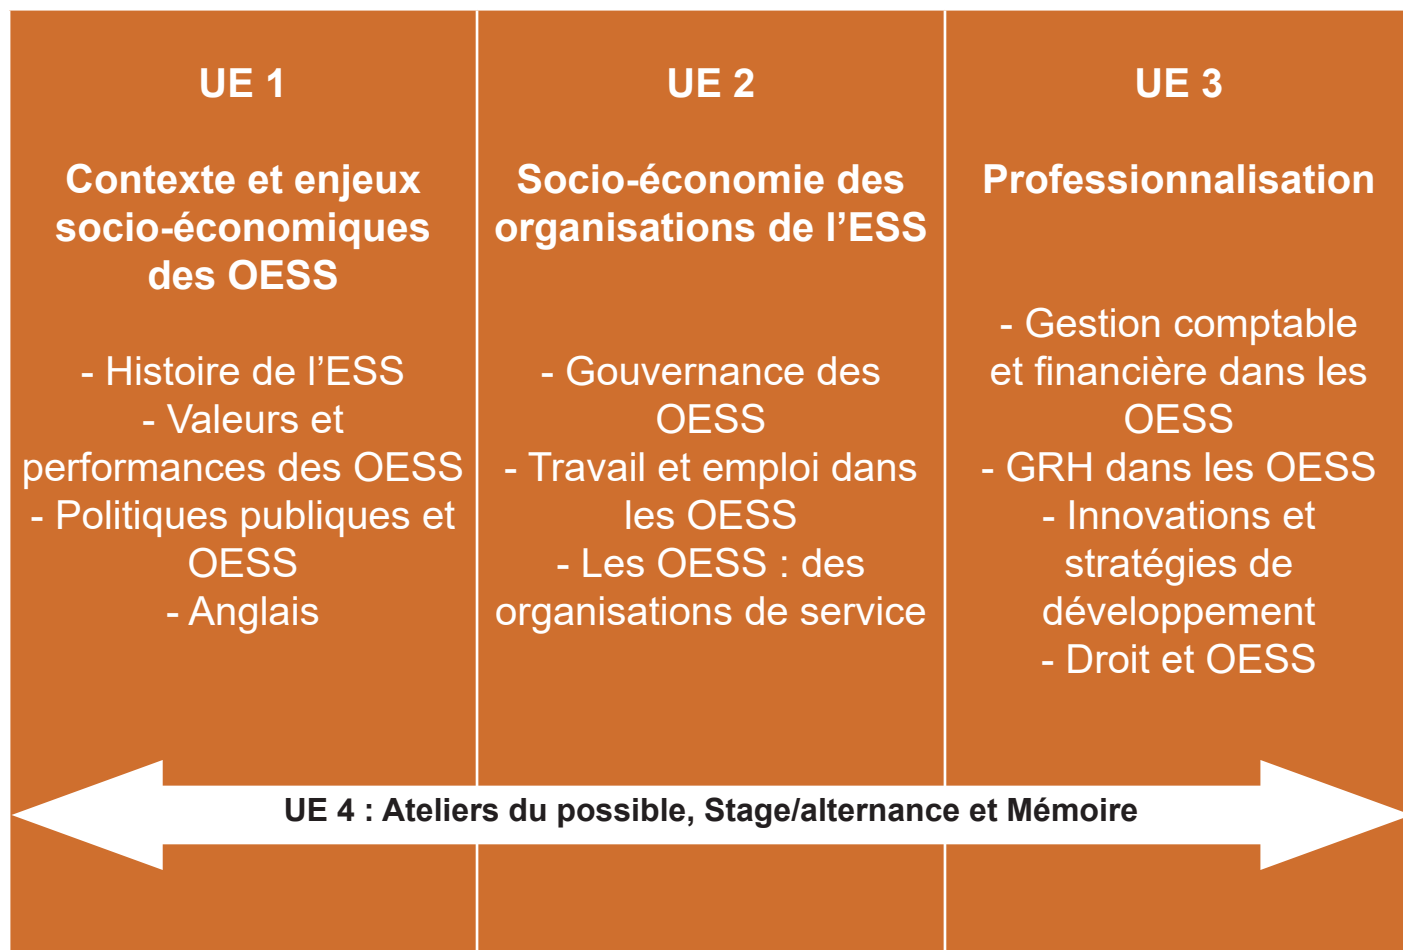 UE 1
Contexte et enjeux
socio-économiques
des OESS
- Histoire de l’ESS
- Valeurs et
performances des OESS
- Politiques publiques et
OESS
- Anglais
UE 2
Socio-économie des
organisations de l’ESS
- Gouvernance des
OESS
- Travail et emploi dans
les OESS
- Les OESS : des
organisations de service
UE 3
Professionnalisation
- Gestion comptable
et financière dans les
OESS
- GRH dans les OESS
- Innovations et
stratégies de
développement
- Droit et OESS
UE 4 : Ateliers du possible, Stage/alternance et Mémoire